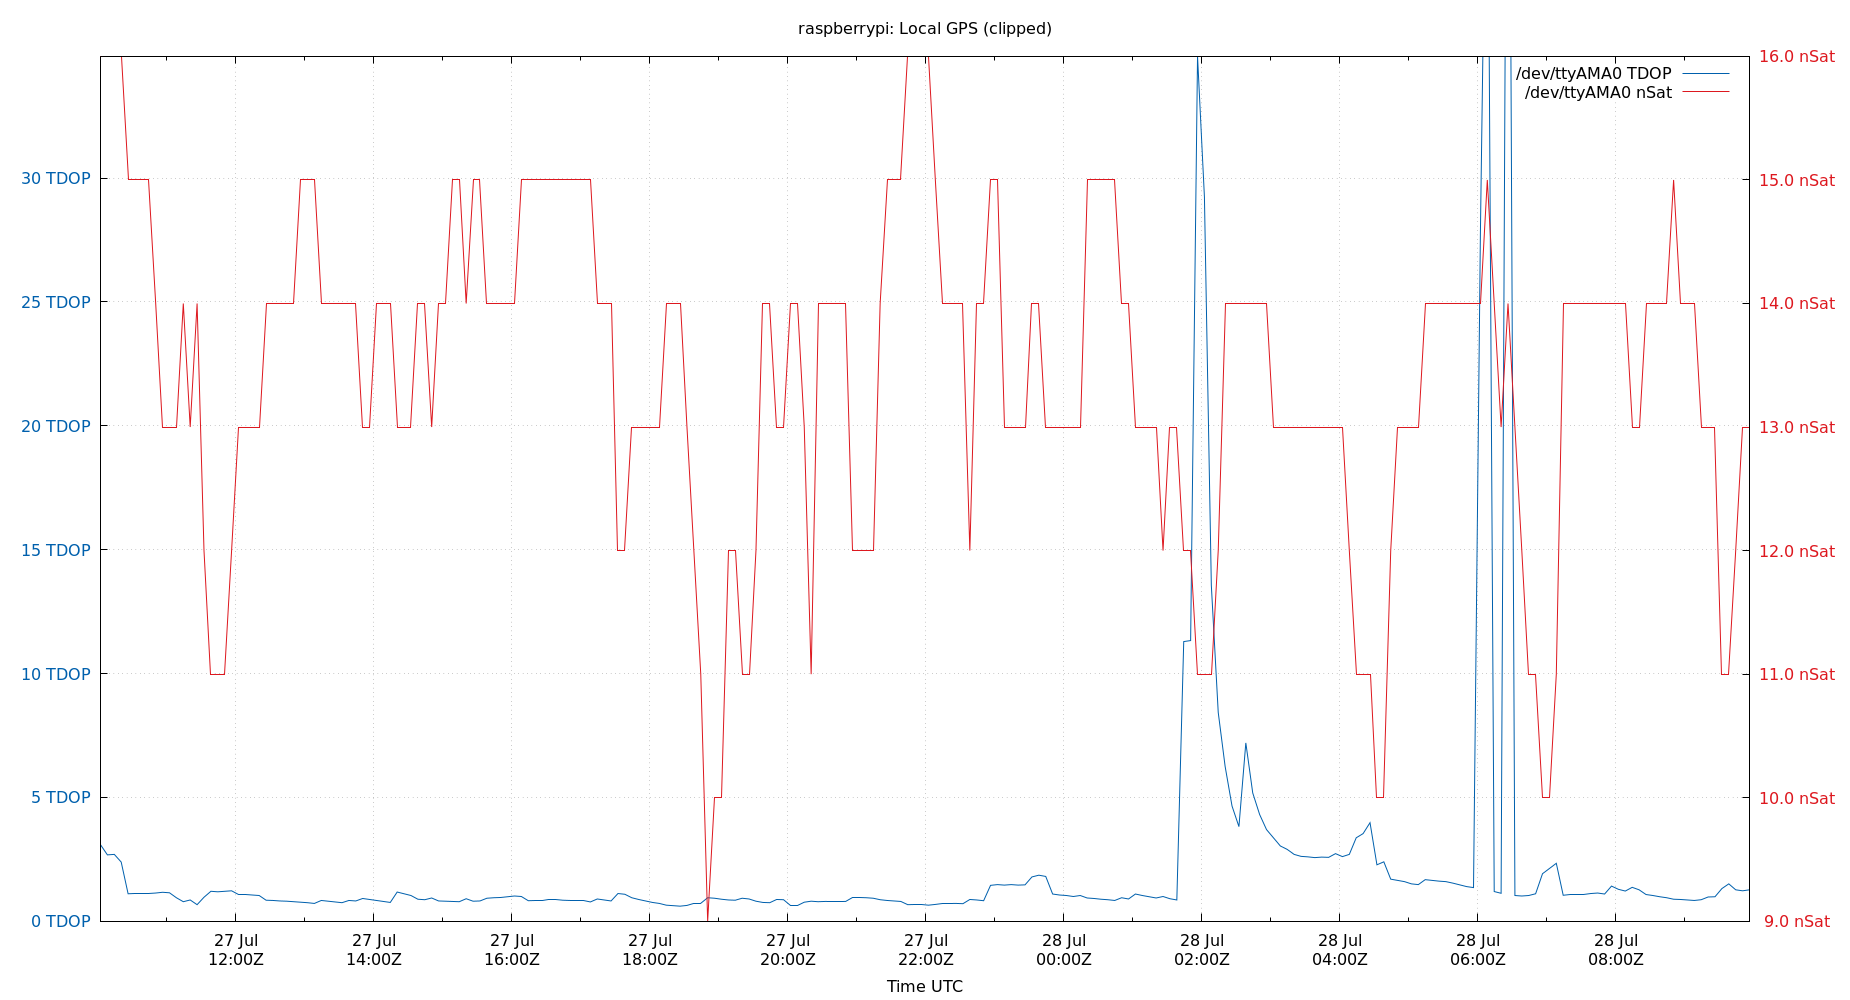 raspberrypi: Local GPS (clipped)
16.0 nSat
/dev/ttyAMA0 TDOP
/dev/ttyAMA0 nSat
30 TDOP
15.0 nSat
25 TDOP
14.0 nSat
20 TDOP
13.0 nSat
15 TDOP
12.0 nSat
10 TDOP
11.0 nSat
5 TDOP
10.0 nSat
0 TDOP
9.0 nSat
27 Jul 27 Jul 27 Jul 27 Jul 27 Jul 27 Jul 28 Jul 28 Jul 28 Jul 28 Jul 28 Jul
12:00Z 14:00Z 16:00Z 18:00Z 20:00Z 22:00Z 00:00Z 02:00Z 04:00Z 06:00Z 08:00Z
Time UTC